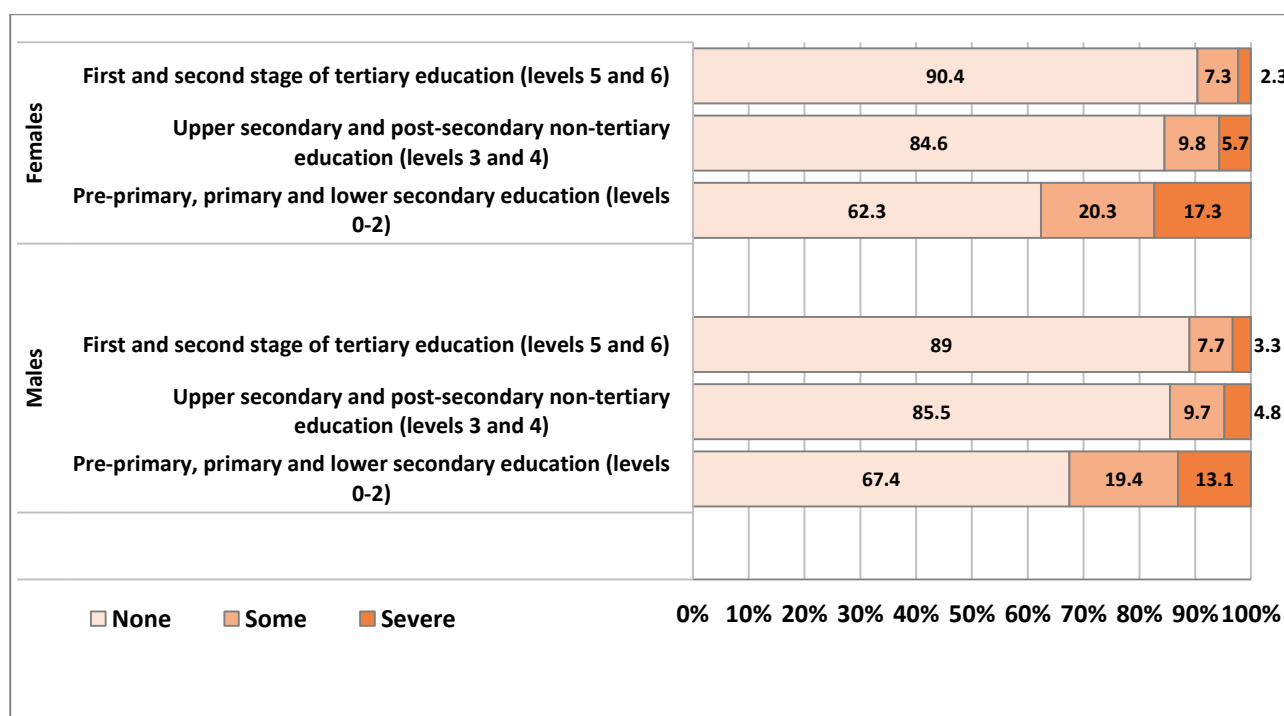 Females
First and second stage of tertiary education (levels 5 and 6)
90.4
7.3
2.3
Upper secondary and post-secondary non-tertiary
education (levels 3 and 4)
84.6
9.8
5.7
Pre-primary, primary and lower secondary education (levels
0-2)
62.3
20.3
17.3
Males
First and second stage of tertiary education (levels 5 and 6)
89
7.7
3.3
Upper secondary and post-secondary non-tertiary
education (levels 3 and 4)
85.5
9.7
4.8
Pre-primary, primary and lower secondary education (levels
0-2)
67.4
19.4
13.1
None Some Severe
0% 10% 20% 30% 40% 50% 60% 70% 80% 90% 100%